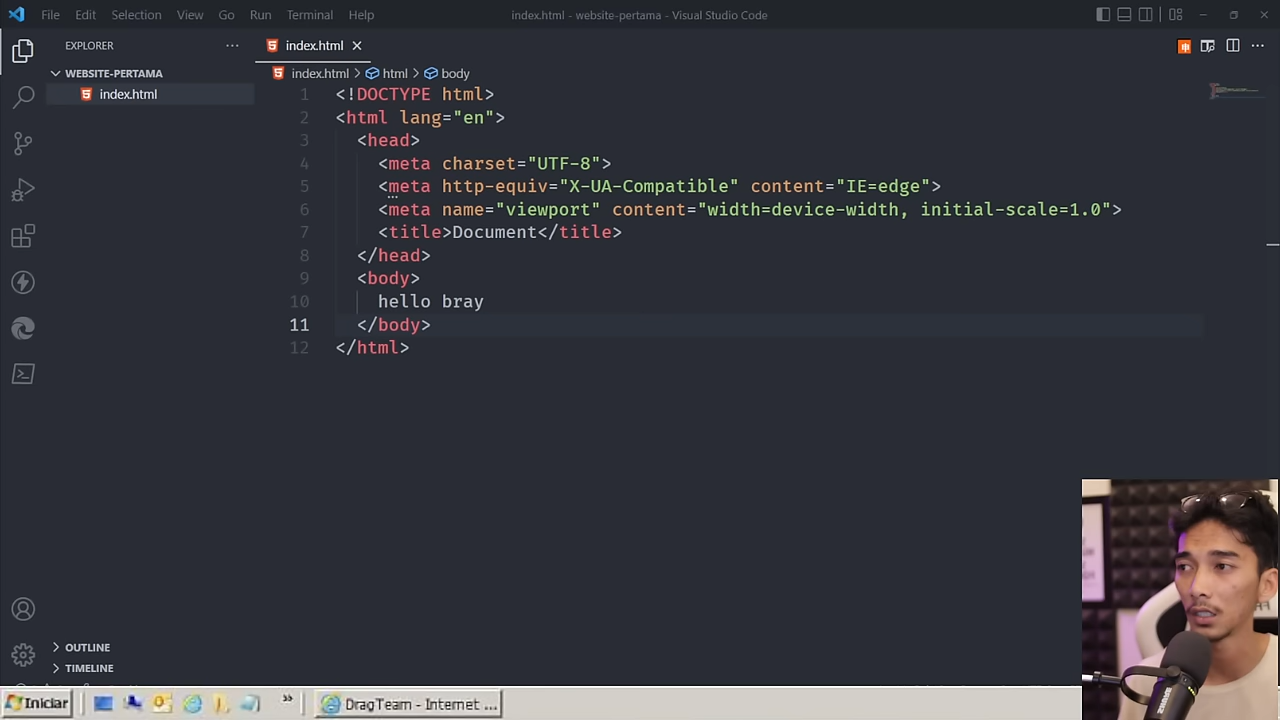 File Edit Selection View Go Run Terminal Help
index.html - website-pertama - Visual Studio Code
EXPLORER
index.html
WEBSITE-PERTAMA
index.html
index.html > html > body
1 <!DOCTYPE html>
2 <html lang="en">
3 <head>
4 <meta charset="UTF-8">
5 <meta http-equiv="X-UA-Compatible" content="IE=edge">
6 <meta name="viewport" content="width=device-width, initial-scale=1.0">
7 <title>Document</title>
8 </head>
9 <body>
10 hello bray
11 </body>
12 </html>
OUTLINE
TIMELINE
Iniciar
DragTeam - Internet ...